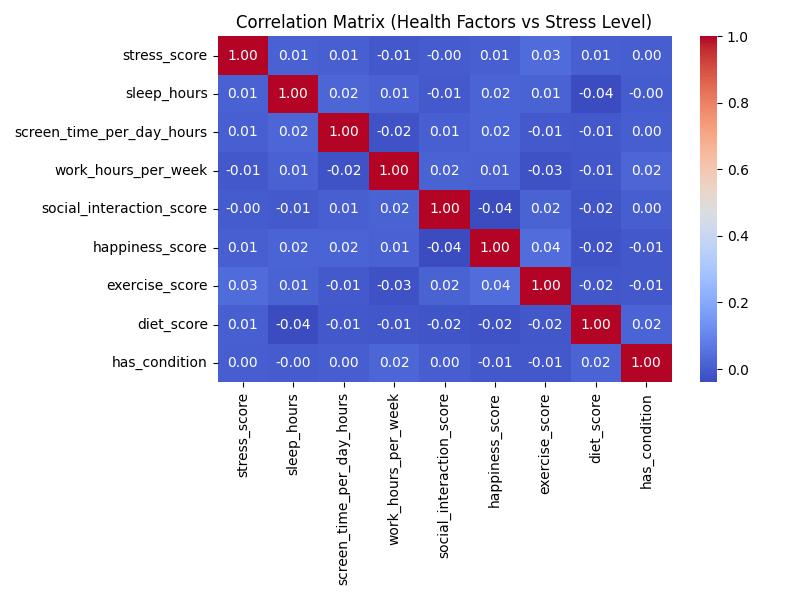 Correlation Matrix (Health Factors vs Stress Level)
stress_score 1.00 0.01 0.01 -0.01 -0.00 0.01 0.03 0.01 0.00
sleep_hours 0.01 1.00 0.02 0.01 -0.01 0.02 0.01 -0.04 -0.00
screen_time_per_day_hours 0.01 0.02 1.00 -0.02 0.01 0.02 -0.01 -0.01 0.00
work_hours_per_week -0.01 0.01 -0.02 1.00 0.02 0.01 -0.03 -0.01 0.02
social_interaction_score -0.00 -0.01 0.01 0.02 1.00 -0.04 0.02 -0.02 0.00
happiness_score 0.01 0.02 0.02 0.01 -0.04 1.00 0.04 -0.02 -0.01
exercise_score 0.03 0.01 -0.01 -0.03 0.02 0.04 1.00 -0.02 -0.01
diet_score 0.01 -0.04 -0.01 -0.01 -0.02 -0.02 -0.02 1.00 0.02
has_condition 0.00 -0.00 0.00 0.02 0.00 -0.01 -0.01 0.02 1.00
stress_score
sleep_hours
screen_time_per_day_hours
work_hours_per_week
social_interaction_score
happiness_score
exercise_score
diet_score
has_condition
1.0
0.8
0.6
0.4
0.2
0.0